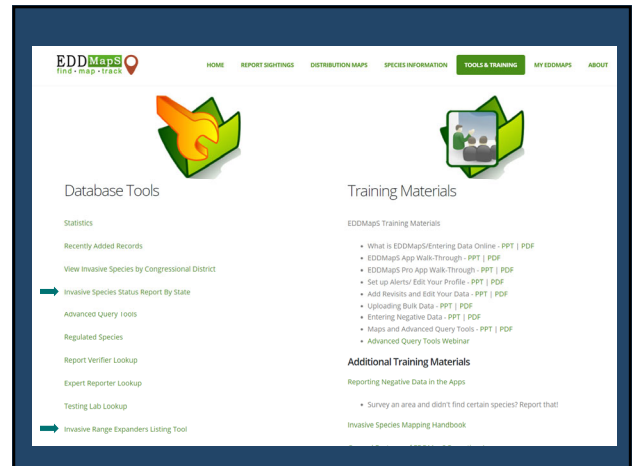 EDDMapS
find·map·track
HOME REPORT SIGHTINGS DISTRIBUTION MAPS SPECIES INFORMATION TOOLS & TRAINING MY EDDMAPS ABOUT
Database Tools
Statistics
Recently Added Records
View Invasive Species by Congressional District
Invasive Species Status Report By State
Advanced Query Tools
Regulated Species
Report Verifier Lookup
Expert Reporter Lookup
Testing Lab Lookup
Invasive Range Expanders Listing Tool
Training Materials
EDDMapS Training Materials
• What is EDDMapS/Entering Data Online - PPT | PDF
• EDDMapS App Walk-Through - PPT | PDF
• EDDMapS Pro App Walk-Through - PPT | PDF
• Set up Alerts/ Edit Your Profile - PPT | PDF
• Add Revisits and Edit Your Data - PPT | PDF
• Uploading Bulk Data - PPT | PDF
• Entering Negative Data - PPT | PDF
• Maps and Advanced Query Tools - PPT | PDF
• Advanced Query Tools Webinar
Additional Training Materials
Reporting Negative Data in the Apps
• Survey an area and didn't find certain species? Report that!
Invasive Species Mapping Handbook